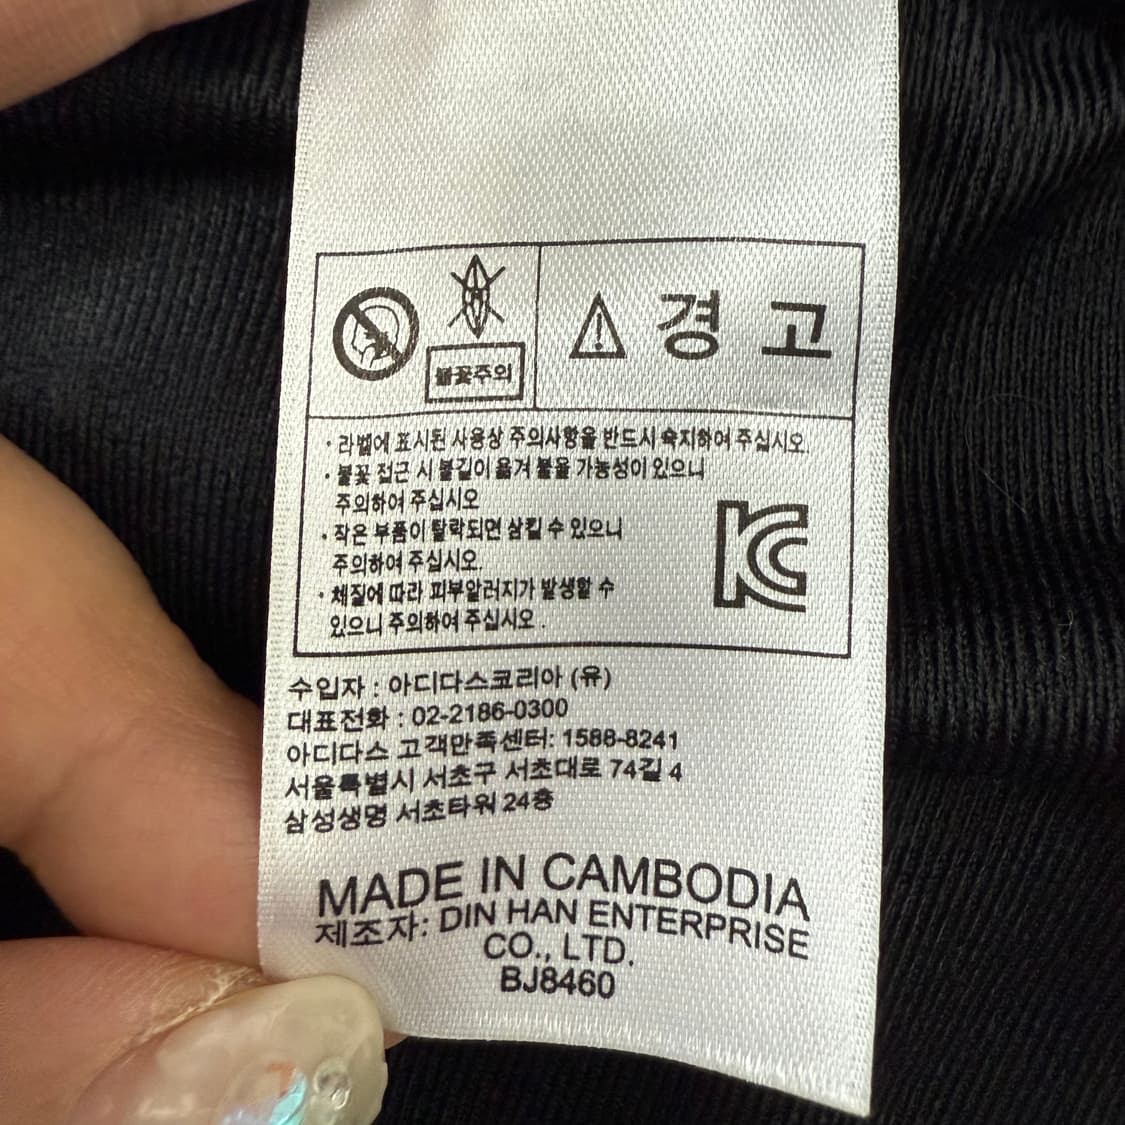 불꽃주의
경고
· 라벨에 표시된 사용상 주의사항을 반드시 숙지하여 주십시오.
· 불꽃 접근 시 불길이 옮겨 붙을 가능성이 있으니
주의하여 주십시오
· 작은 부품이 탈락되면 삼킬 수 있으니
주의하여 주십시오.
· 재질에 따라 피부알러지가 발생할 수
있으니 주의하여 주십시오 .
KC
수입자 : 아디다스코리아 (유)
대표전화 : 02-2186-0300
아디다스 고객만족센터: 1588-8241
서울특별시 서초구 서초대로 74길 4
삼성생명 서초타워 24층
MADE IN CAMBODIA
제조자: DIN HAN ENTERPRISE
CO., LTD.
BJ8460